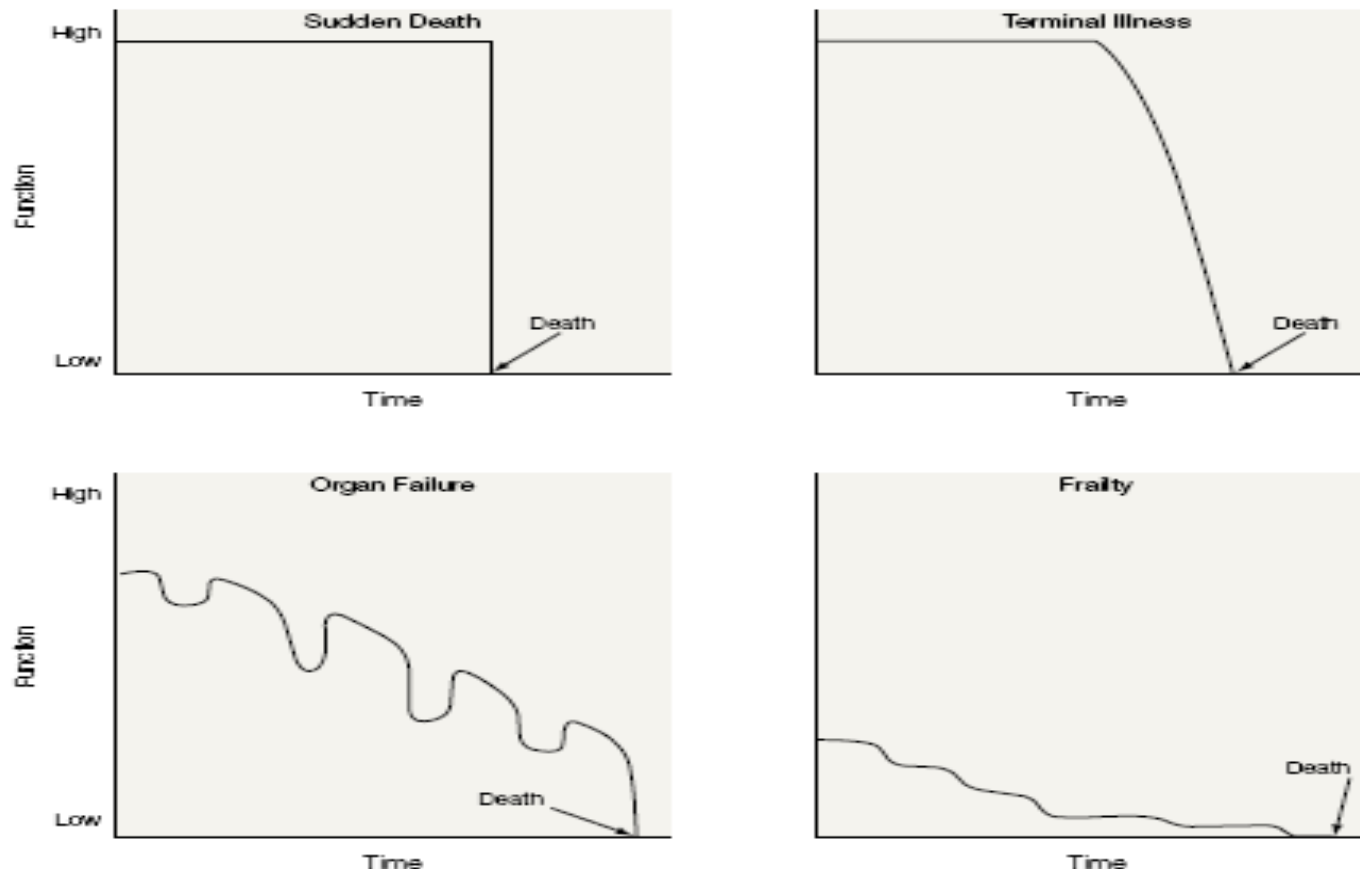 Sudden Death
High
Function
Death
Low
Time
Terminal Illness
Death
Time
Organ Failure
High
Function
Death
Low
Time
Frailty
Death
Time